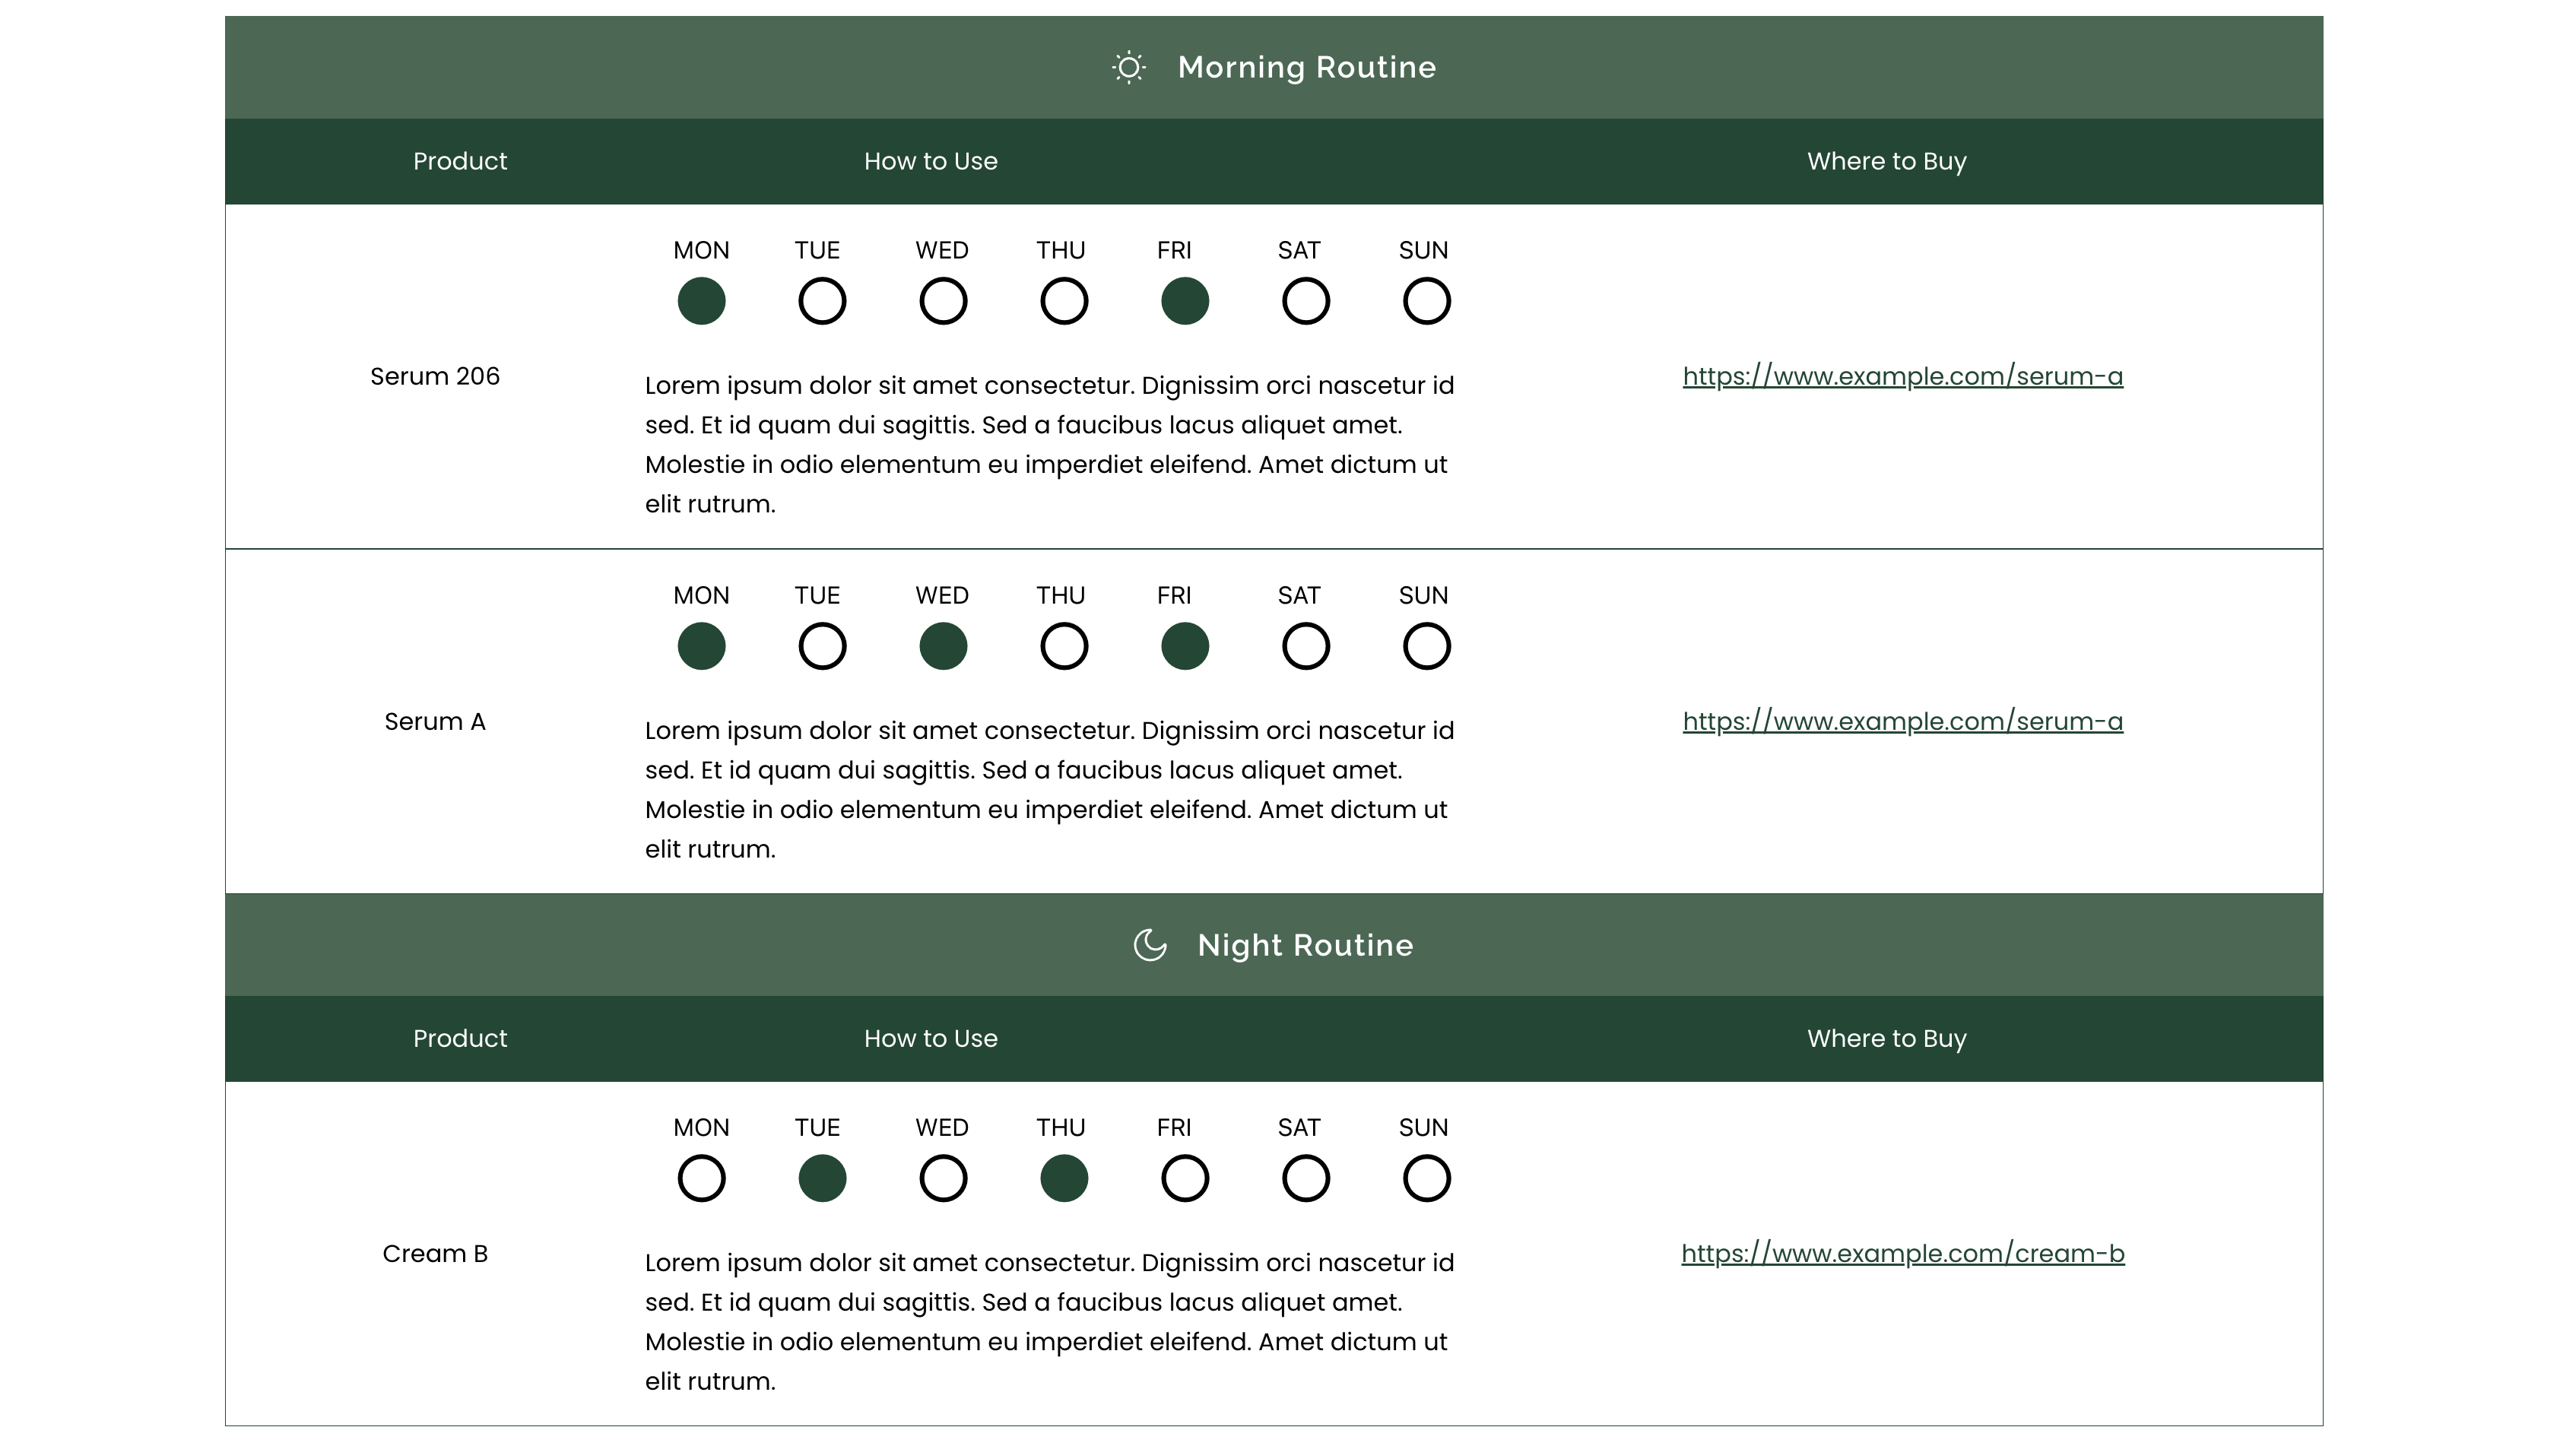 Morning Routine
Product How to Use Where to Buy
MON TUE WED THU FRI SAT SUN
Serum 206
Lorem ipsum dolor sit amet consectetur. Dignissim orci nascetur id
sed. Et id quam dui sagittis. Sed a faucibus lacus aliquet amet.
Molestie in odio elementum eu imperdiet eleifend. Amet dictum ut
elit rutrum.
https://www.example.com/serum-a
MON TUE WED THU FRI SAT SUN
Serum A
Lorem ipsum dolor sit amet consectetur. Dignissim orci nascetur id
sed. Et id quam dui sagittis. Sed a faucibus lacus aliquet amet.
Molestie in odio elementum eu imperdiet eleifend. Amet dictum ut
elit rutrum.
https://www.example.com/serum-a
Night Routine
Product How to Use Where to Buy
MON TUE WED THU FRI SAT SUN
Cream B
Lorem ipsum dolor sit amet consectetur. Dignissim orci nascetur id
sed. Et id quam dui sagittis. Sed a faucibus lacus aliquet amet.
Molestie in odio elementum eu imperdiet eleifend. Amet dictum ut
elit rutrum.
https://www.example.com/cream-b